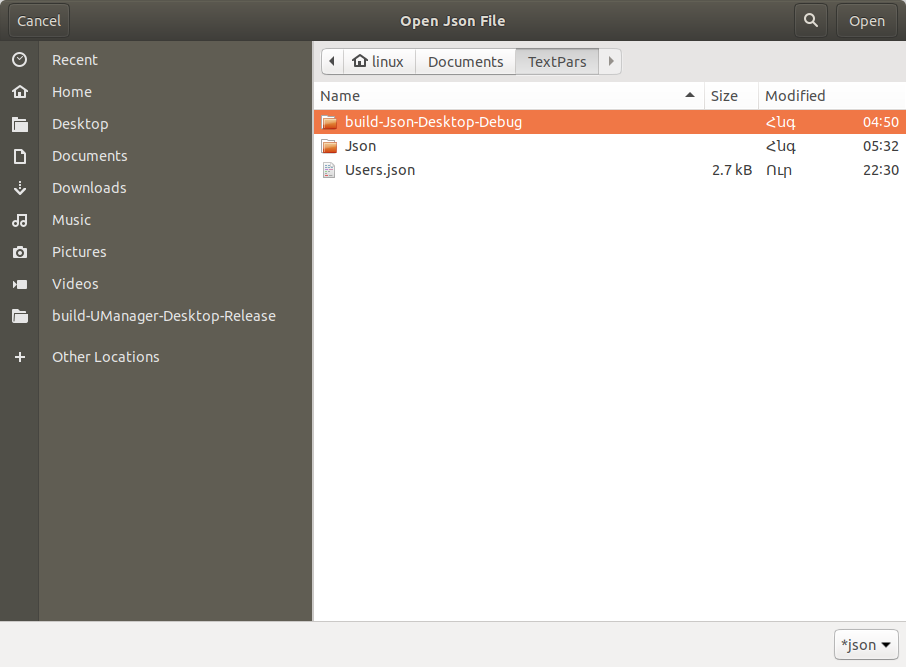 Cancel Open Json File Open
Recent
Home
Desktop
Documents
Downloads
Music
Pictures
Videos
build-UManager-Desktop-Release
Other Locations
linux Documents TextPars
Name Size Modified
build-Json-Desktop-Debug Հնգ 04:50
Json Հնգ 05:32
Users.json 2.7 kB Ուր 22:30
*json